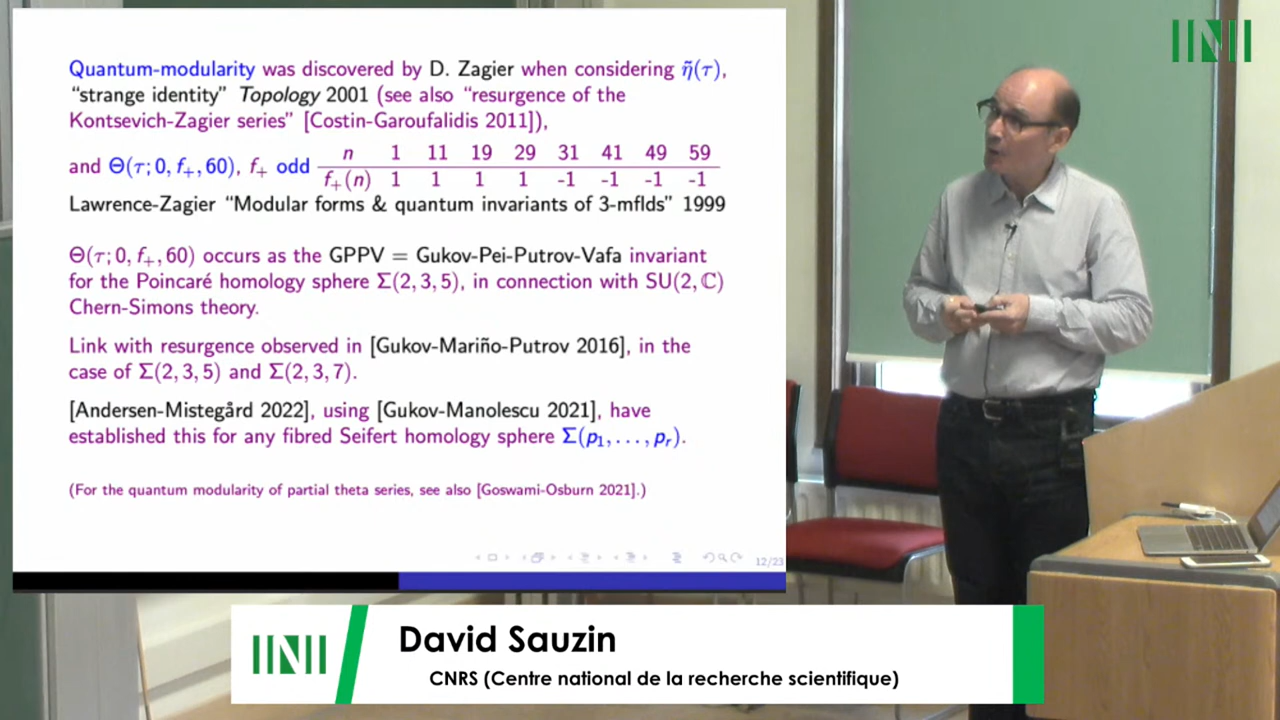 Quantum-modularity was discovered by D. Zagier when considering η̃(τ),
“strange identity” Topology 2001 (see also “resurgence of the
Kontsevich-Zagier series” [Costin-Garoufalidis 2011]),
and Θ(τ; 0, f₊, 60), f₊ odd
n 1 11 19 29 31 41 49 59
f₊(n) 1 1 1 1 -1 -1 -1 -1
Lawrence-Zagier “Modular forms & quantum invariants of 3-mflds” 1999
Θ(τ; 0, f₊, 60) occurs as the GPPV = Gukov-Pei-Putrov-Vafa invariant
for the Poincaré homology sphere Σ(2, 3, 5), in connection with SU(2, ℂ)
Chern-Simons theory.
Link with resurgence observed in [Gukov-Mariño-Putrov 2016], in the
case of Σ(2, 3, 5) and Σ(2, 3, 7).
[Andersen-Mistegård 2022], using [Gukov-Manolescu 2021], have
established this for any fibred Seifert homology sphere Σ(p₁, . . . , pᵣ).
(For the quantum modularity of partial theta series, see also [Goswami-Osburn 2021].)
12/23
David Sauzin
CNRS (Centre national de la recherche scientifique)